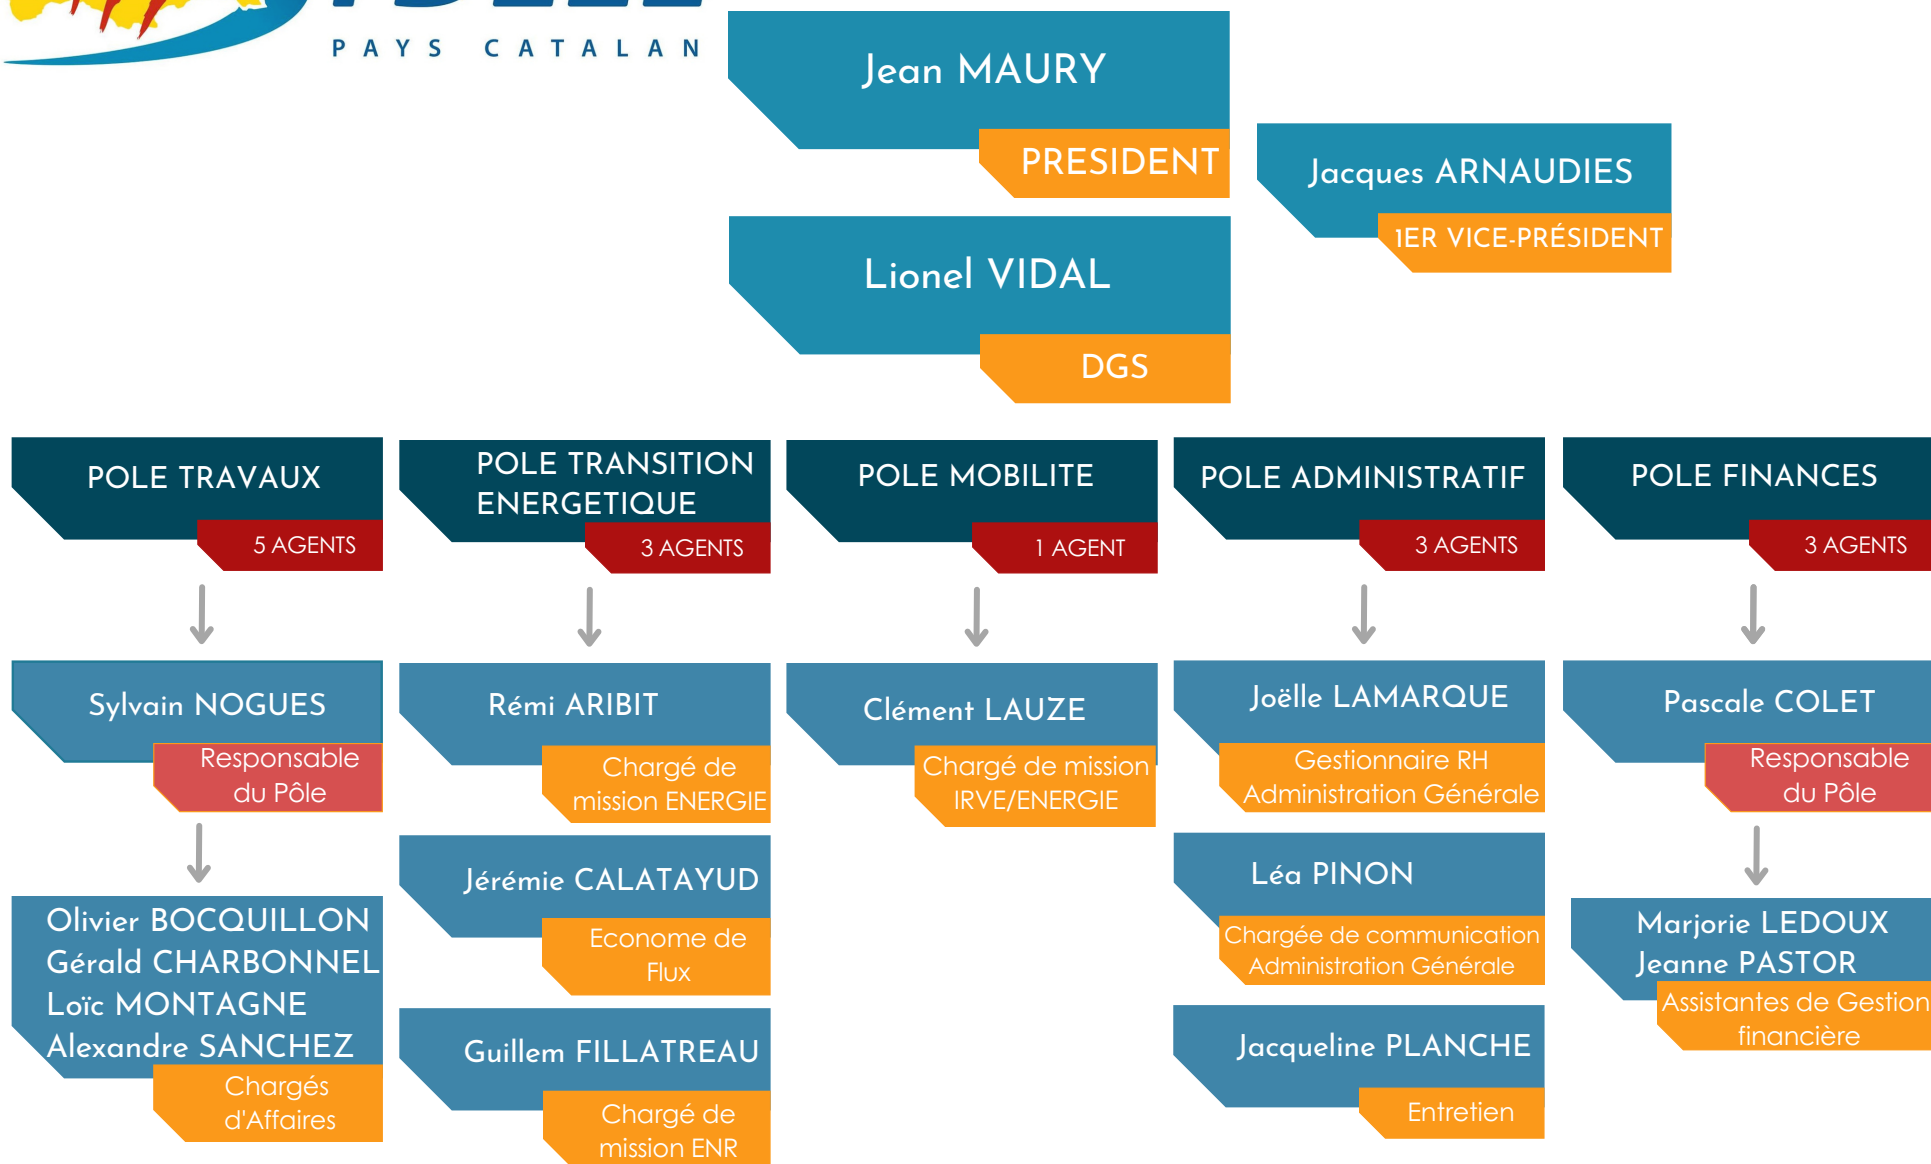 PAYS CATALAN
Jean MAURY
PRESIDENT
Jacques ARNAUDIES
1ER VICE-PRÉSIDENT
Lionel VIDAL
DGS
POLE TRAVAUX
5 AGENTS
Sylvain NOGUES
Responsable
du Pôle
Olivier BOCQUILLON
Gérald CHARBONNEL
Loïc MONTAGNE
Alexandre SANCHEZ
Chargés
d'Affaires
POLE TRANSITION
ENERGETIQUE
3 AGENTS
Rémi ARIBIT
Chargé de
mission ENERGIE
Jérémie CALATAYUD
Econome de
Flux
Guillem FILLATREAU
Chargé de
mission ENR
POLE MOBILITE
1 AGENT
Clément LAUZE
Chargé de mission
IRVE/ENERGIE
POLE ADMINISTRATIF
3 AGENTS
Joëlle LAMARQUE
Gestionnaire RH
Administration Générale
Léa PINON
Chargée de communication
Administration Générale
Jacqueline PLANCHE
Entretien
POLE FINANCES
3 AGENTS
Pascale COLET
Responsable
du Pôle
Marjorie LEDOUX
Jeanne PASTOR
Assistantes de Gestion
financière